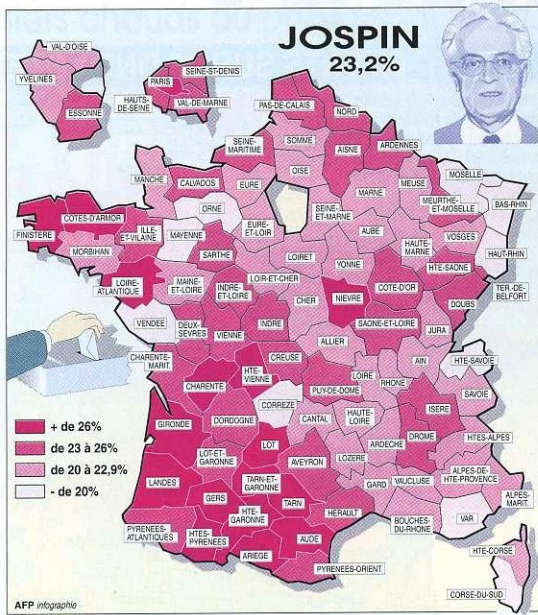 JOSPIN
23,2%
VAL-D'OISE
YVELINES
ESSONNE
PARIS
SEINE-ST-DENIS
HAUTS-
DE-SEINE
VAL-DE-MARNE
PAS-DE-CALAIS
NORD
SOMME
AISNE
ARDENNES
SEINE-
MARITIME
OISE
MANCHE
CALVADOS
EURE
MOSELLE
MEUSE
MARNE
MEURTHE-
ET-MOSELLE
BAS-RHIN
ORNE
SEINE-
ET-MARNE
COTES-D'ARMOR
FINISTERE
ILLE-
ET-VILAINE
MAYENNE
EURE-
ET-LOIR
AUBE
HAUTE-
MARNE
VOSGES
HAUT-RHIN
MORBIHAN
SARTHE
LOIRET
YONNE
HTE-SAONE
LOIRE-
ATLANTIQUE
MAINE-
ET-LOIRE
INDRE-
ET-LOIRE
LOIR-ET-CHER
CHER
NIEVRE
COTE-D'OR
DOUBS
TER.-DE-
BELFORT
VENDEE
DEUX-
SEVRES
VIENNE
INDRE
SAONE-ET-LOIRE
JURA
ALLIER
CHARENTE-
MARIT.
CHARENTE
HTE-
VIENNE
CREUSE
PUY-DE-DOME
LOIRE
RHONE
AIN
HTE-SAVOIE
SAVOIE
CORREZE
ISERE
GIRONDE
DORDOGNE
CANTAL
HAUTE-
LOIRE
ARDECHE
DROME
HTES-ALPES
+ de 26%
de 23 à 26%
de 20 à 22,9%
- de 20%
LOT
LOT-ET-
GARONNE
AVEYRON
LOZERE
LANDES
TARN-ET-
GARONNE
GARD
VAUCLUSE
ALPES-DE-
HTE-PROVENCE
ALPES-
MARIT.
GERS
TARN
HERAULT
BOUCHES-
DU-RHONE
VAR
PYRENEES-
ATLANTIQUES
HTES-
PYRENEES
HTE-
GARONNE
ARIEGE
AUDE
PYRENEES-ORIENT.
HTE-CORSE
CORSE-DU-SUD
AFP infographie